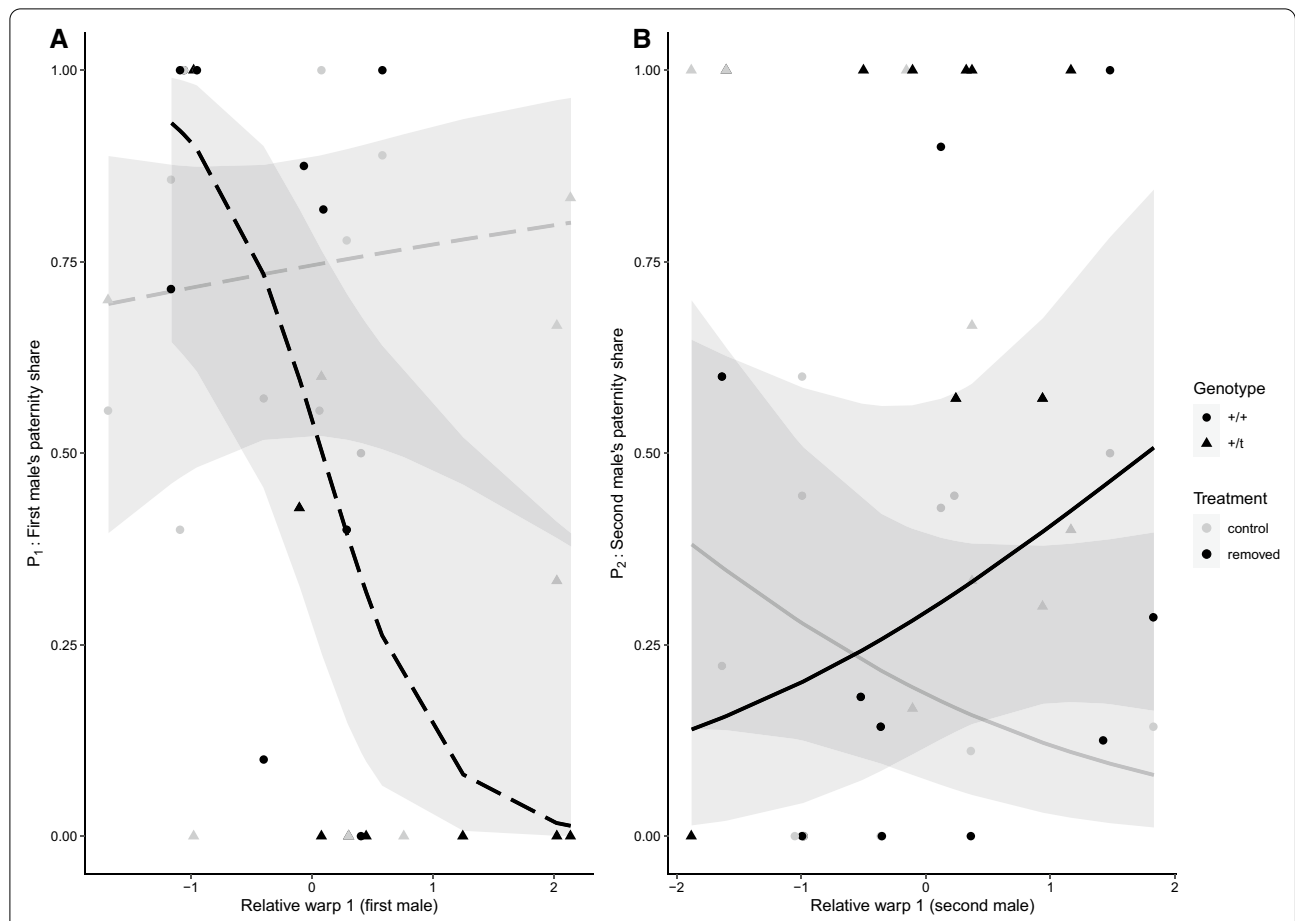 A
1.00
0.75
0.50
0.25
0.00
P1 : First male's paternity share
−1
0
1
2
Relative warp 1 (first male)
B
1.00
0.75
0.50
0.25
0.00
P2 : Second male's paternity share
−2
−1
0
1
2
Relative warp 1 (second male)
Genotype
+/+
+/t
Treatment
control
removed